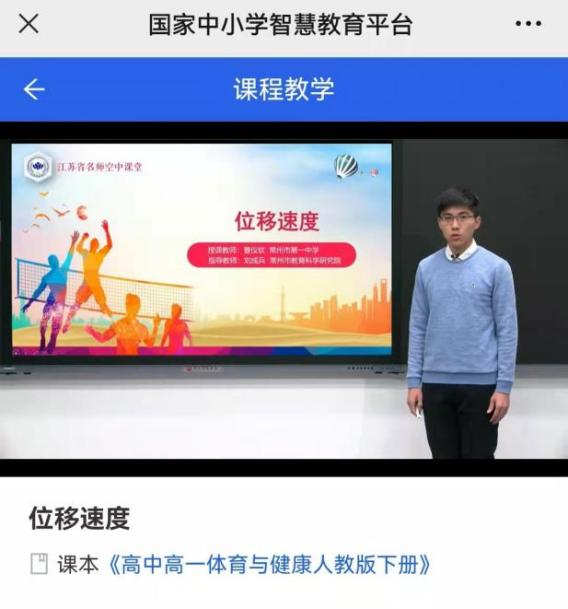 国家中小学智慧教育平台
课程教学
江苏省名师空中课堂
位移速度
授课教师：曹仪钦 常州市第一中学
指导教师：刘成兵 常州市教育科学研究院
位移速度
课本《高中高一体育与健康人教版下册》